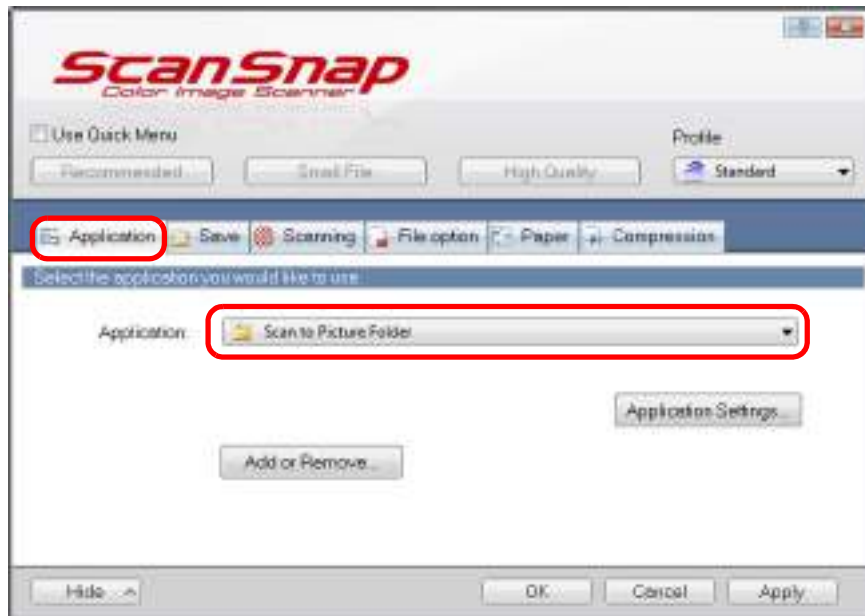 ScanSnap
Color Image Scanner
Use Quick Menu
Profile
Recommended Small File High Quality Standard
Application Save Scanning File option Paper Compression
Select the application you would like to use.
Application: Scan to Picture Folder
Application Settings...
Add or Remove...
Hide OK Cancel Apply